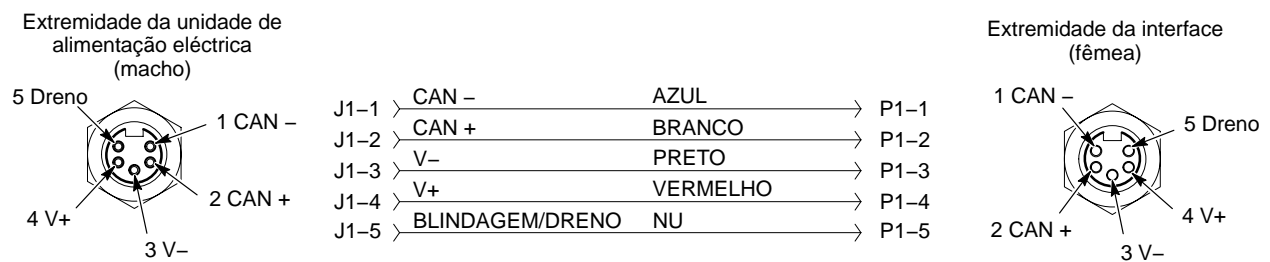 Extremidade da unidade de
alimentação eléctrica
(macho)
5 Dreno
1 CAN −
2 CAN +
4 V+
3 V−
J1−1 CAN − AZUL P1−1
J1−2 CAN + BRANCO P1−2
J1−3 V− PRETO P1−3
J1−4 V+ VERMELHO P1−4
J1−5 BLINDAGEM/DRENO NU P1−5
Extremidade da interface
(fêmea)
1 CAN −
5 Dreno
4 V+
2 CAN +
3 V−